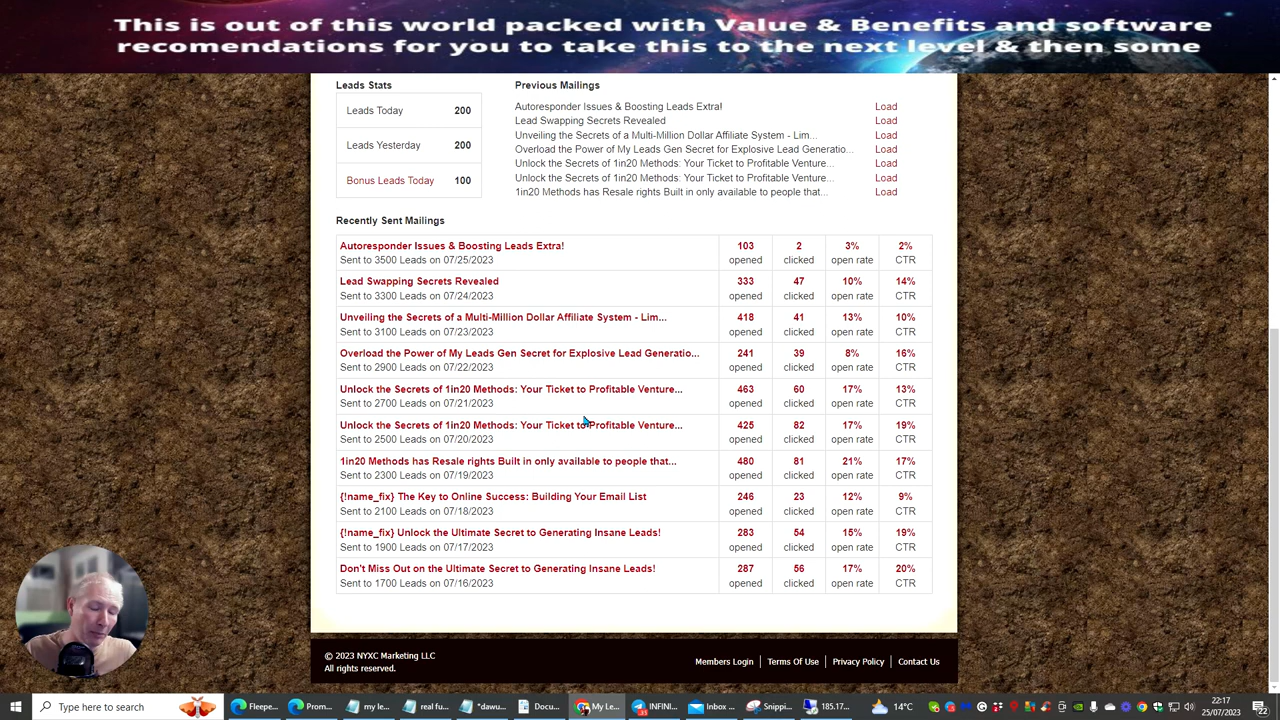 This is out of this world packed with Value & Benefits and software
recomendations for you to take this to the next level & then some
Leads Stats
Leads Today 200
Leads Yesterday 200
Bonus Leads Today 100
Previous Mailings
Autoresponder Issues & Boosting Leads Extra! Load
Lead Swapping Secrets Revealed Load
Unveiling the Secrets of a Multi-Million Dollar Affiliate System - Lim... Load
Overload the Power of My Leads Gen Secret for Explosive Lead Generatio... Load
Unlock the Secrets of 1in20 Methods: Your Ticket to Profitable Venture... Load
Unlock the Secrets of 1in20 Methods: Your Ticket to Profitable Venture... Load
1in20 Methods has Resale rights Built in only available to people that... Load
Recently Sent Mailings
Autoresponder Issues & Boosting Leads Extra! 103 2 3% 2%
Sent to 3500 Leads on 07/25/2023 opened clicked open rate CTR
Lead Swapping Secrets Revealed 333 47 10% 14%
Sent to 3300 Leads on 07/24/2023 opened clicked open rate CTR
Unveiling the Secrets of a Multi-Million Dollar Affiliate System - Lim... 418 41 13% 10%
Sent to 3100 Leads on 07/23/2023 opened clicked open rate CTR
Overload the Power of My Leads Gen Secret for Explosive Lead Generatio... 241 39 8% 16%
Sent to 2900 Leads on 07/22/2023 opened clicked open rate CTR
Unlock the Secrets of 1in20 Methods: Your Ticket to Profitable Venture... 463 60 17% 13%
Sent to 2700 Leads on 07/21/2023 opened clicked open rate CTR
Unlock the Secrets of 1in20 Methods: Your Ticket to Profitable Venture... 425 82 17% 19%
Sent to 2500 Leads on 07/20/2023 opened clicked open rate CTR
1in20 Methods has Resale rights Built in only available to people that... 480 81 21% 17%
Sent to 2300 Leads on 07/19/2023 opened clicked open rate CTR
{!name_fix} The Key to Online Success: Building Your Email List 246 23 12% 9%
Sent to 2100 Leads on 07/18/2023 opened clicked open rate CTR
{!name_fix} Unlock the Ultimate Secret to Generating Insane Leads! 283 54 15% 19%
Sent to 1900 Leads on 07/17/2023 opened clicked open rate CTR
Don't Miss Out on the Ultimate Secret to Generating Insane Leads! 287 56 17% 20%
Sent to 1700 Leads on 07/16/2023 opened clicked open rate CTR
© 2023 NYXC Marketing LLC
All rights reserved.
Members Login Terms Of Use Privacy Policy Contact Us
Type here to search Fleepe... Prom... my le... real fu... "dawu... Docu... My Le... INFINI... Inbox ... Snippi... 185.17... 14°C 22:17
25/07/2023